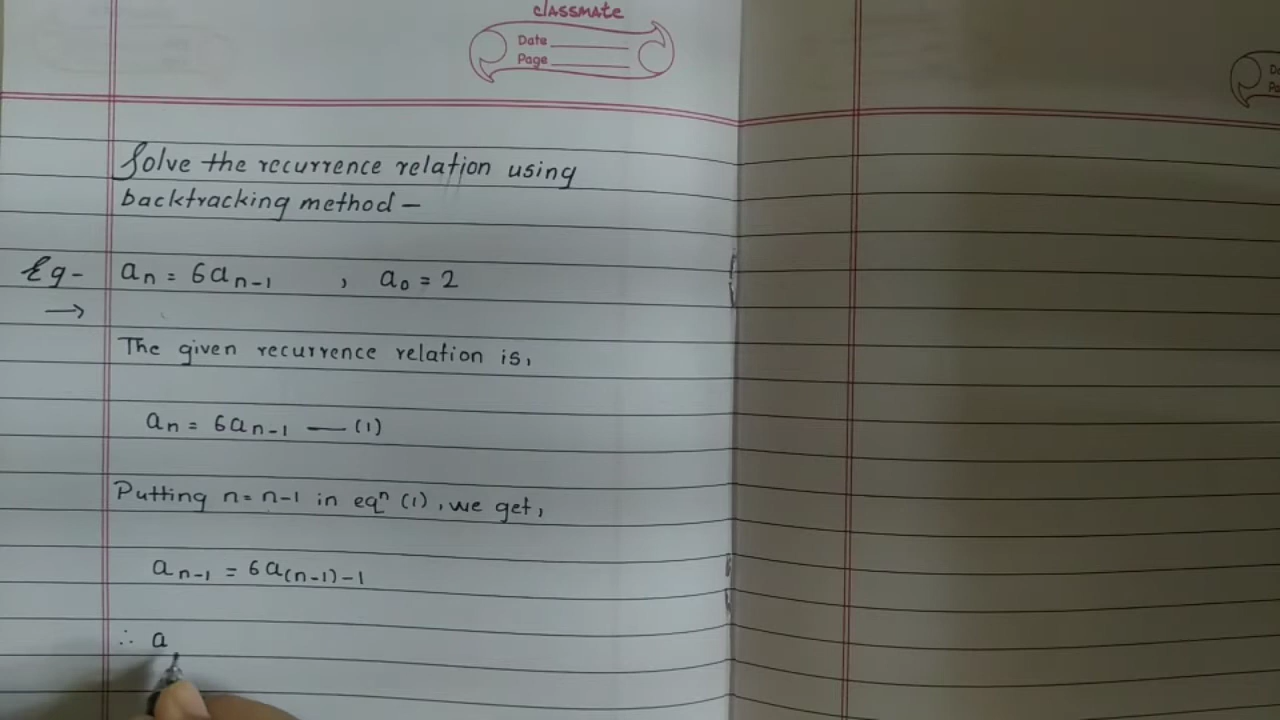 classmate
Date
Page
Solve the recurrence relation using
backtracking method –
Eg- aₙ = 6aₙ₋₁ , a₀ = 2
→
The given recurrence relation is,
aₙ = 6aₙ₋₁ — (1)
Putting n = n-1 in eqⁿ (1), we get,
aₙ₋₁ = 6a₍ₙ₋₁₎₋₁
∴ a